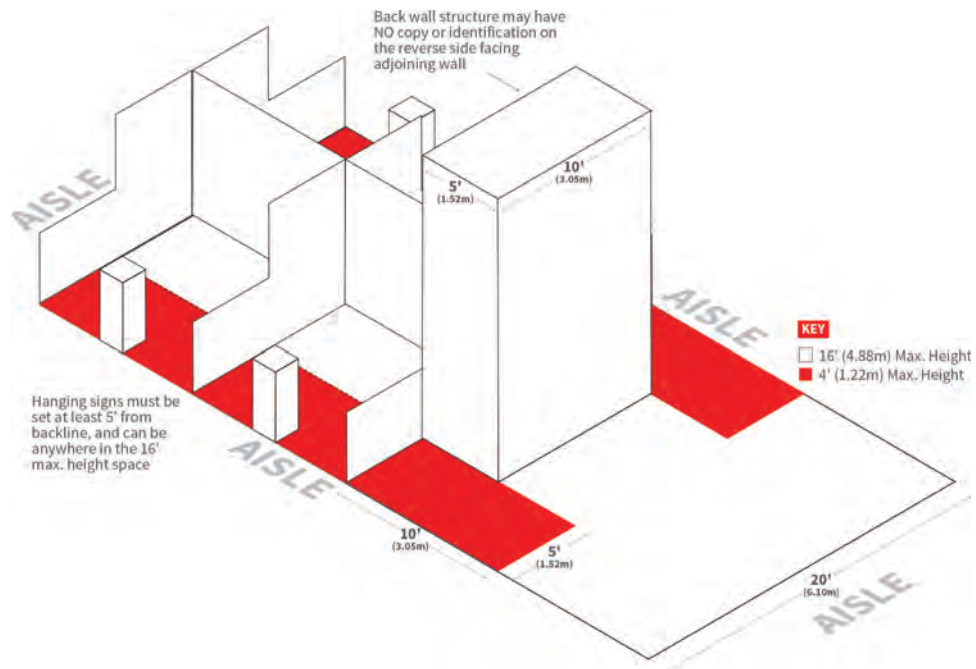 Back wall structure may have
NO copy or identification on
the reverse side facing
adjoining wall
AISLE
5'
(1.52m)
10'
(3.05m)
AISLE
KEY
16' (4.88m) Max. Height
4' (1.22m) Max. Height
Hanging signs must be
set at least 5' from
backline, and can be
anywhere in the 16'
max. height space
AISLE
10'
(3.05m)
5'
(1.52m)
20'
(6.10m)
AISLE